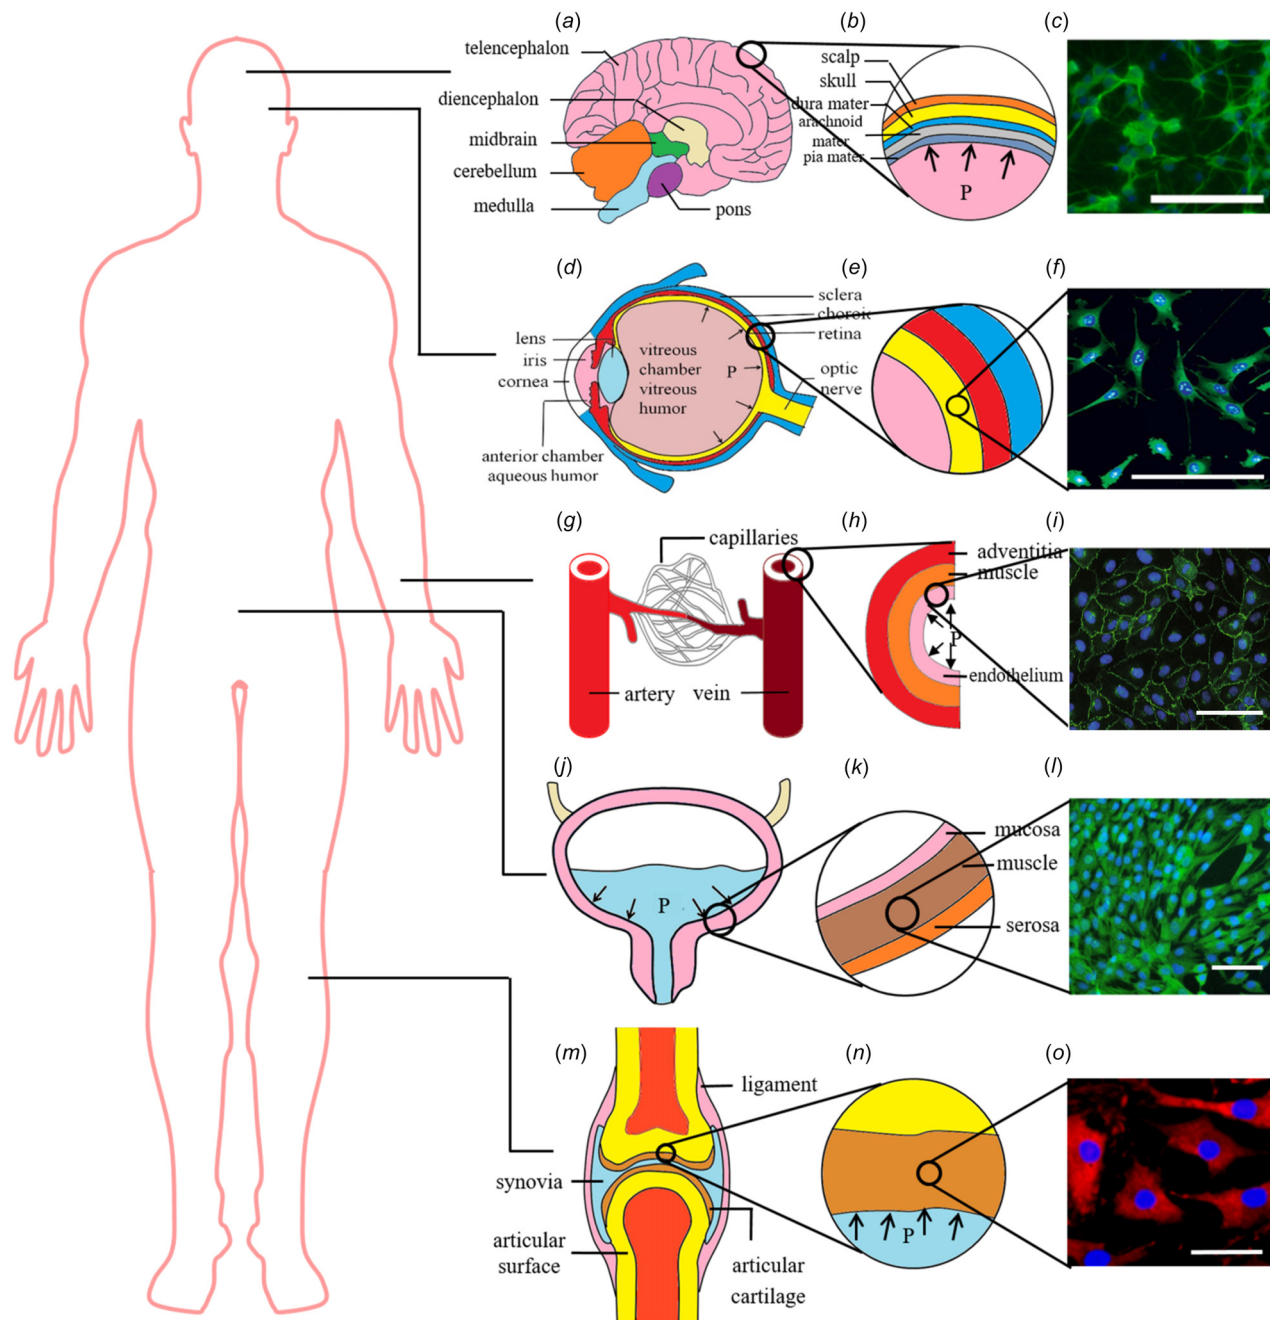 (a)
(b)
(c)
telencephalon
diencephalon
midbrain
cerebellum
medulla
pons
scalp
skull
dura mater
arachnoid
mater
pia mater
P
(d)
(e)
(f)
lens
iris
cornea
anterior chamber
aqueous humor
vitreous
chamber
vitreous
humor
P
sclera
choroid
retina
optic
nerve
(g)
(h)
(i)
capillaries
artery
vein
adventitia
muscle
P
endothelium
(j)
(k)
(l)
P
mucosa
muscle
serosa
(m)
(n)
(o)
ligament
synovia
articular
surface
articular
cartilage
P